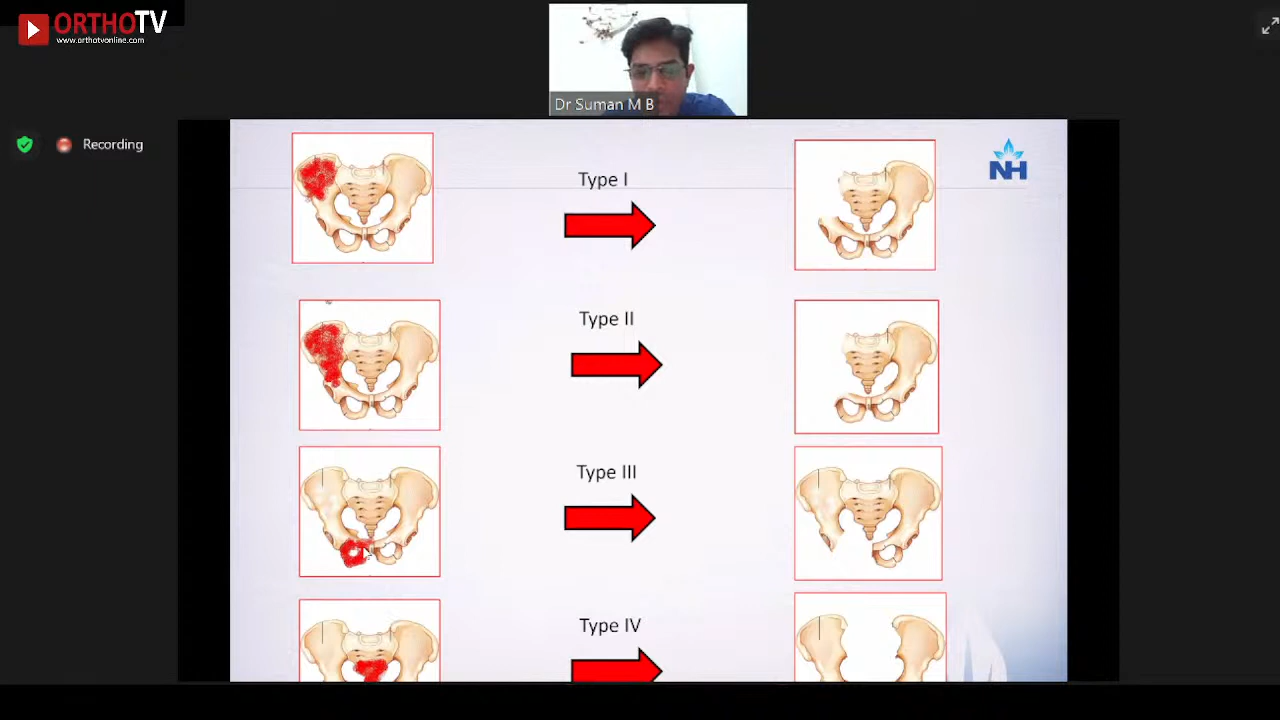 ORTHOTV
www.orthotvonline.com
Dr Suman M B
Recording
NH
Type I
Type II
Type III
Type IV